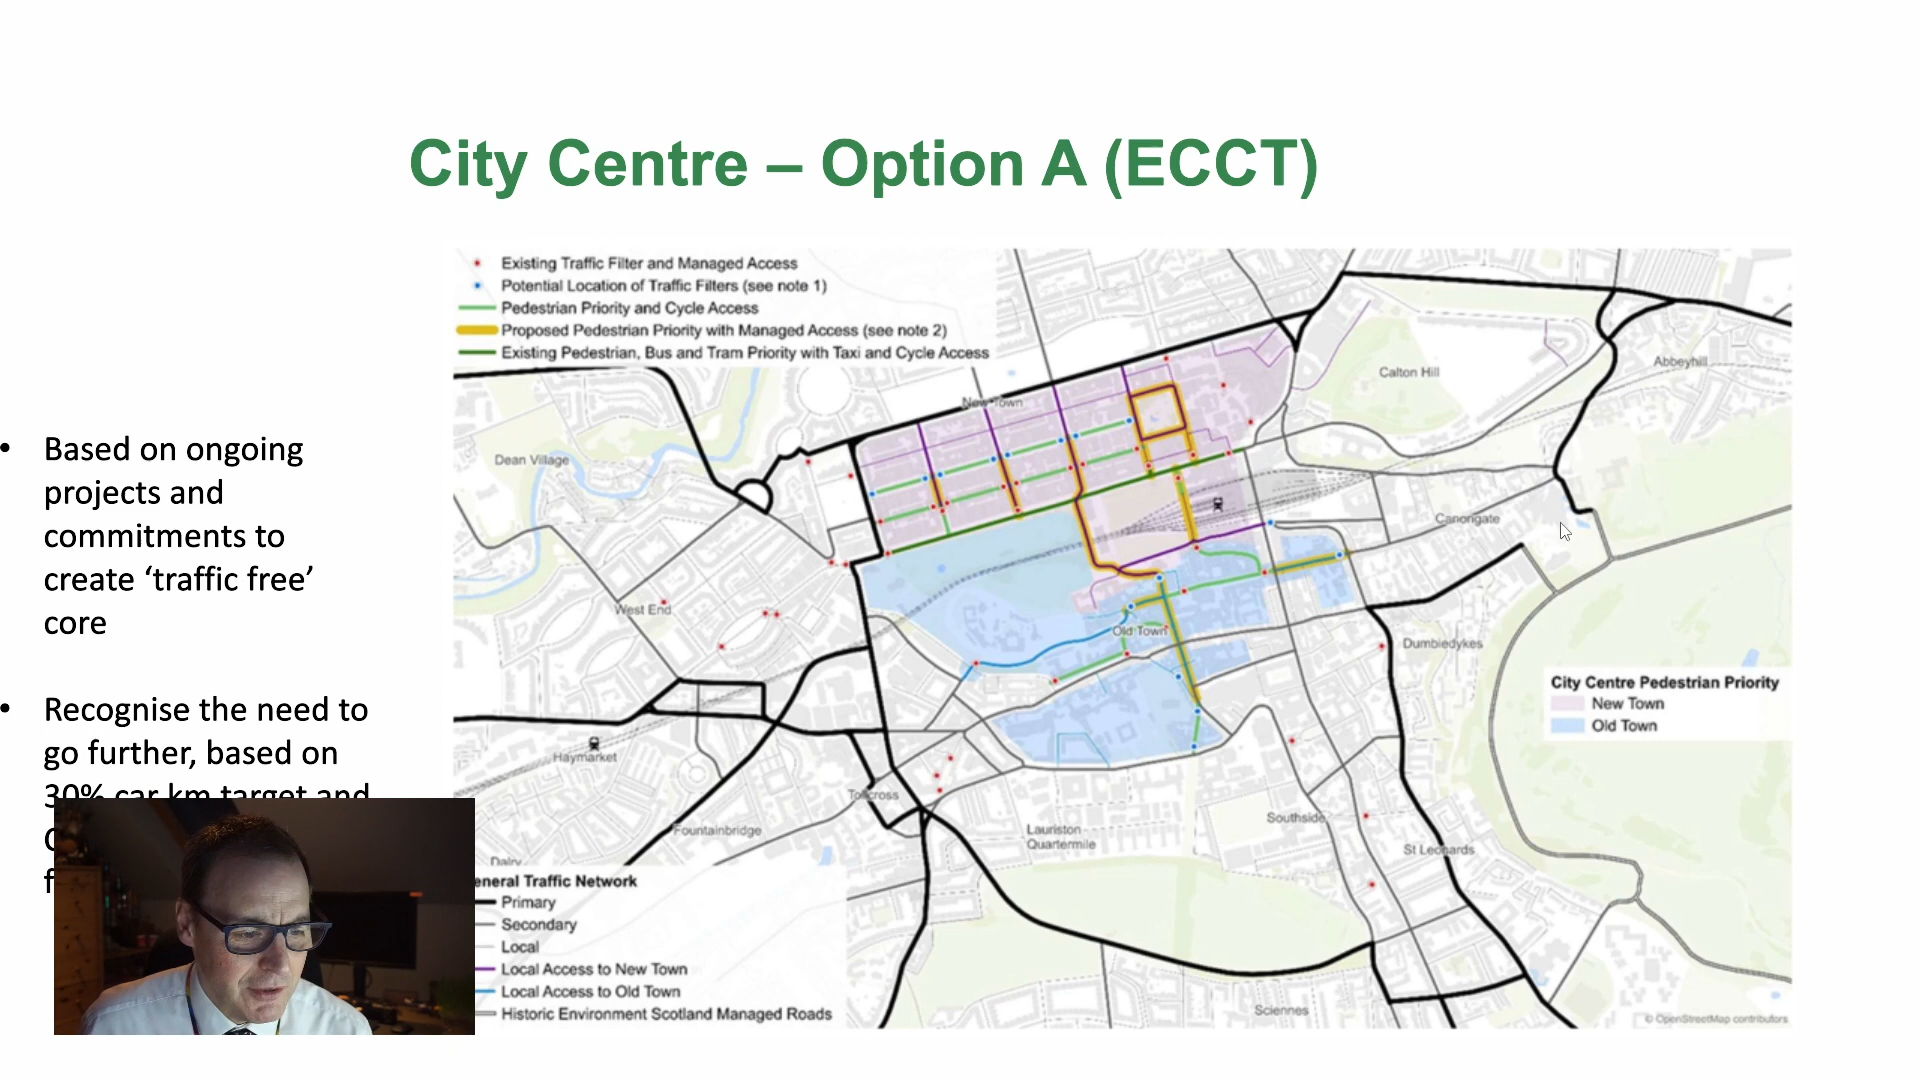 City Centre – Option A (ECCT)
• Based on ongoing
projects and
commitments to
create ‘traffic free’
core
• Recognise the need to
go further, based on
30% car km target and
Existing Traffic Filter and Managed Access
Potential Location of Traffic Filters (see note 1)
Pedestrian Priority and Cycle Access
Proposed Pedestrian Priority with Managed Access (see note 2)
Existing Pedestrian, Bus and Tram Priority with Taxi and Cycle Access
New Town
Calton Hill
Abbeyhill
Dean Village
Canongate
West End
Old Town
Dumbiedykes
City Centre Pedestrian Priority
New Town
Old Town
Haymarket
Tollcross
Fountainbridge
Lauriston
Quartermile
Southside
St Leonards
Dalry
eneral Traffic Network
Primary
Secondary
Local
Local Access to New Town
Local Access to Old Town
Historic Environment Scotland Managed Roads
Sciennes
© OpenStreetMap contributors